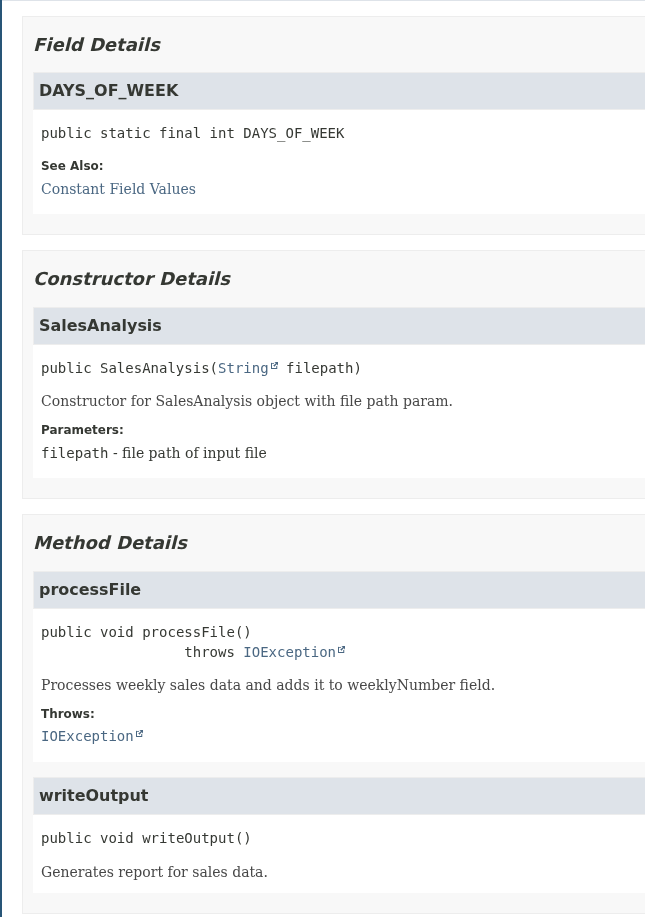 Field Details
DAYS_OF_WEEK
public static final int DAYS_OF_WEEK
See Also:
Constant Field Values
Constructor Details
SalesAnalysis
public SalesAnalysis(String filepath)
Constructor for SalesAnalysis object with file path param.
Parameters:
filepath - file path of input file
Method Details
processFile
public void processFile()
throws IOException
Processes weekly sales data and adds it to weeklyNumber field.
Throws:
IOException
writeOutput
public void writeOutput()
Generates report for sales data.